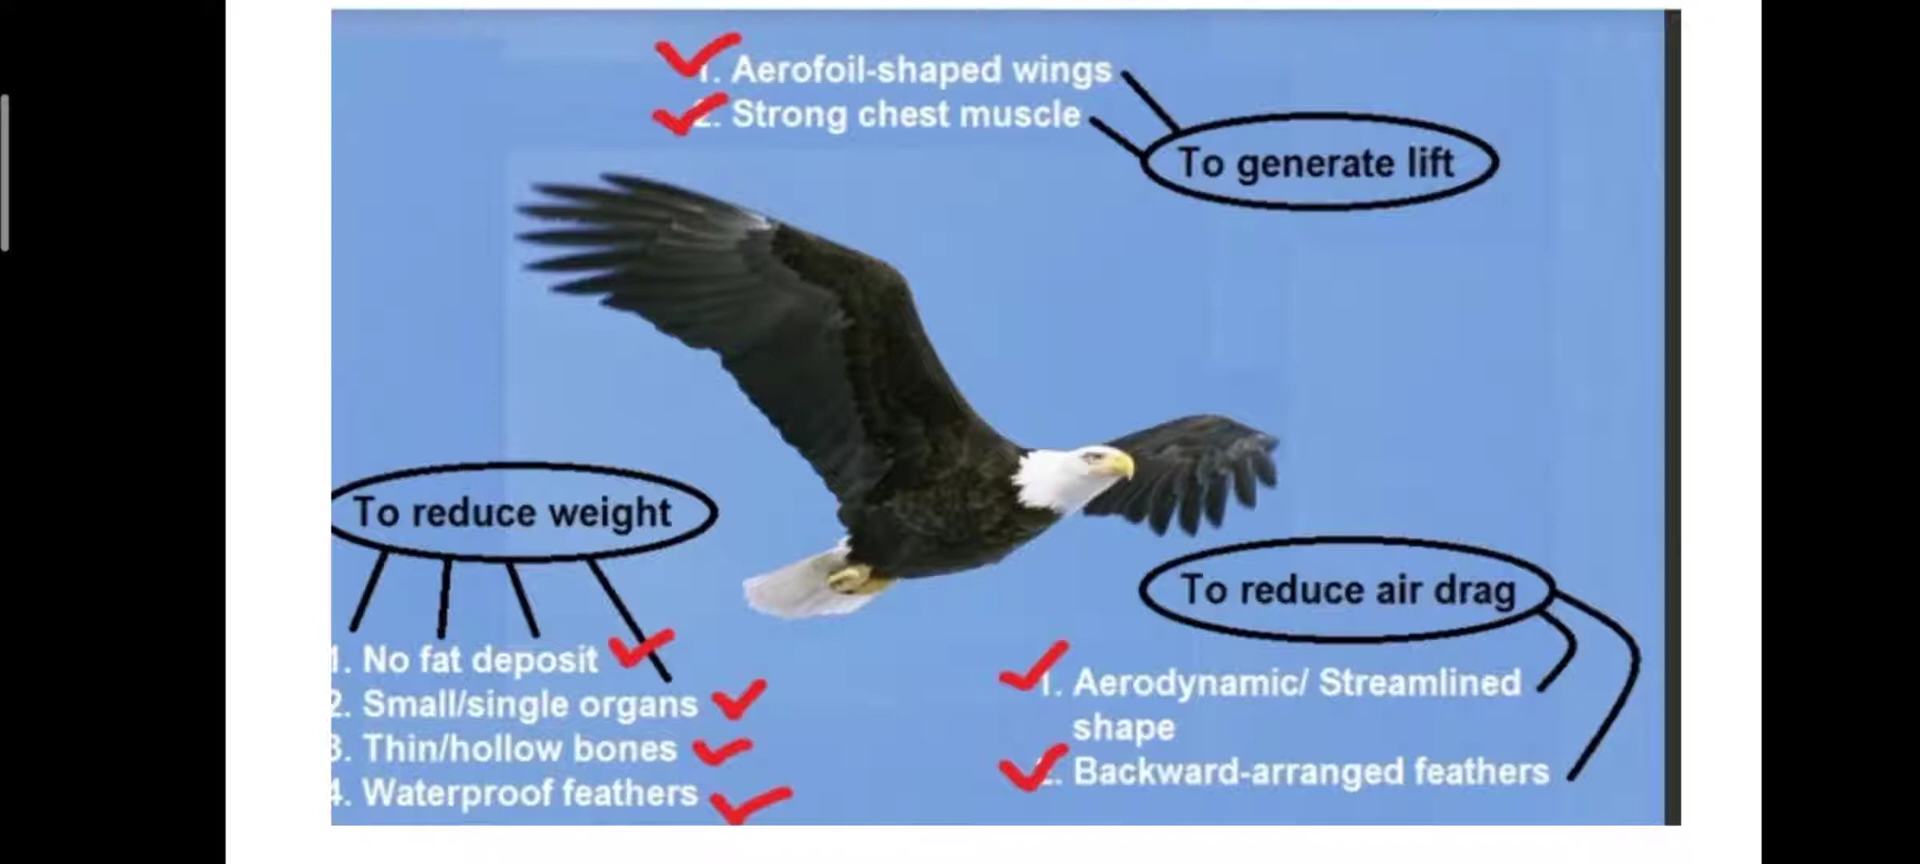 1. Aerofoil-shaped wings
2. Strong chest muscle
To generate lift
To reduce weight
1. No fat deposit
2. Small/single organs
3. Thin/hollow bones
4. Waterproof feathers
To reduce air drag
1. Aerodynamic/ Streamlined
shape
2. Backward-arranged feathers